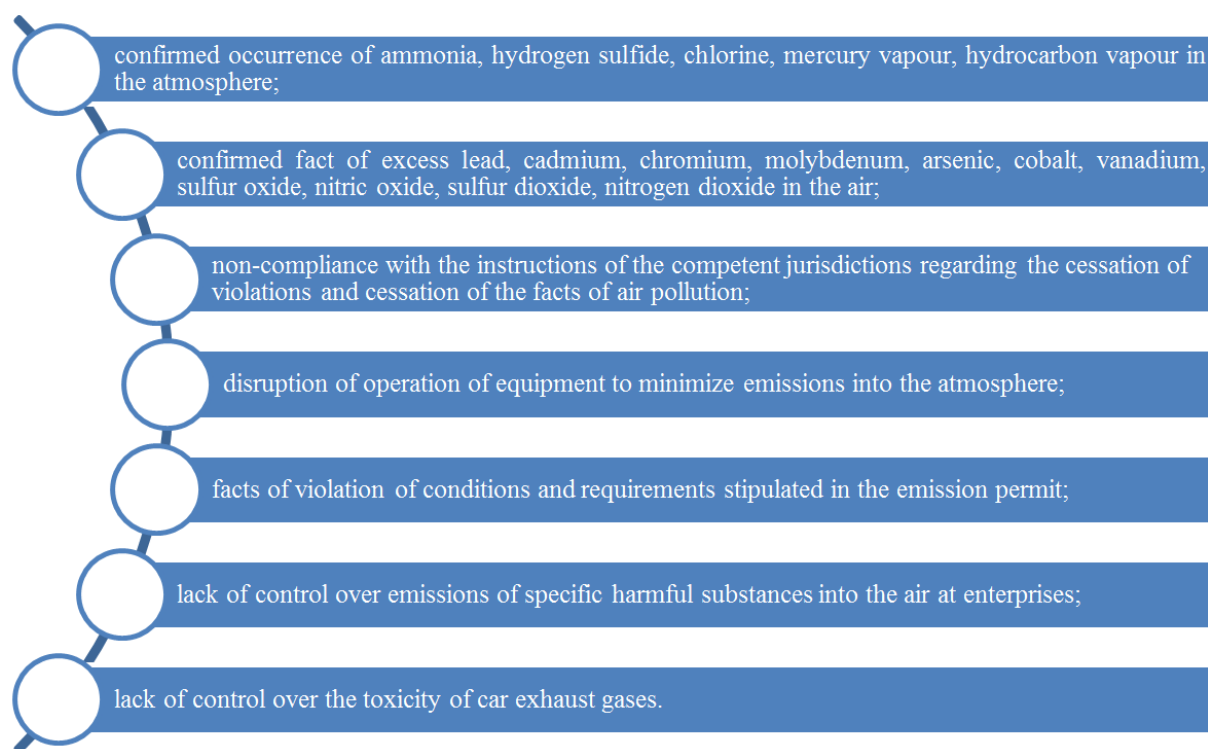 confirmed occurrence of ammonia, hydrogen sulfide, chlorine, mercury vapour, hydrocarbon vapour in
the atmosphere;
confirmed fact of excess lead, cadmium, chromium, molybdenum, arsenic, cobalt, vanadium,
sulfur oxide, nitric oxide, sulfur dioxide, nitrogen dioxide in the air;
non-compliance with the instructions of the competent jurisdictions regarding the cessation of
violations and cessation of the facts of air pollution;
disruption of operation of equipment to minimize emissions into the atmosphere;
facts of violation of conditions and requirements stipulated in the emission permit;
lack of control over emissions of specific harmful substances into the air at enterprises;
lack of control over the toxicity of car exhaust gases.